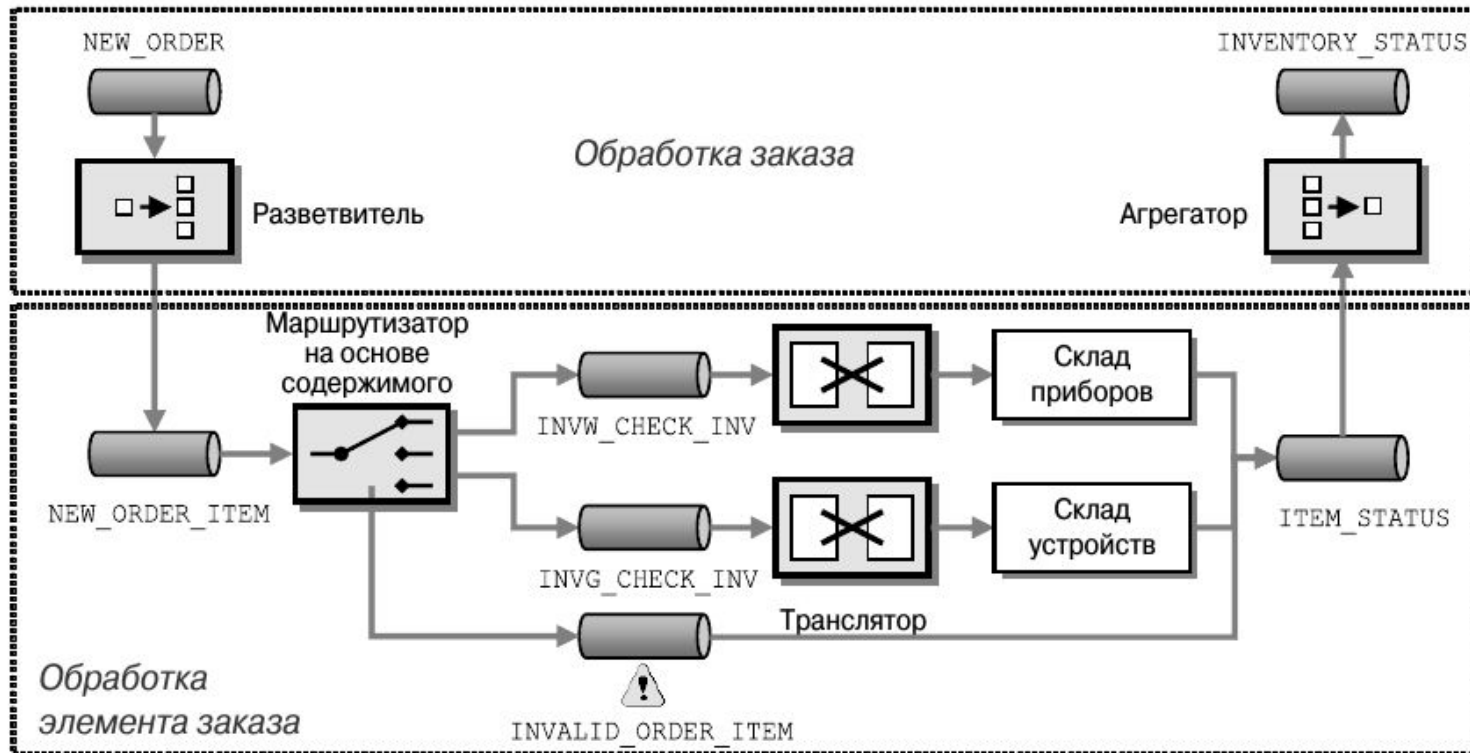 NEW_ORDER
INVENTORY_STATUS
Обработка заказа
Разветвитель
Агрегатор
Маршрутизатор
на основе
содержимого
INVW_CHECK_INV
Склад
приборов
NEW_ORDER_ITEM
ITEM_STATUS
INVG_CHECK_INV
Склад
устройств
Транслятор
Обработка
элемента заказа
!
INVALID_ORDER_ITEM